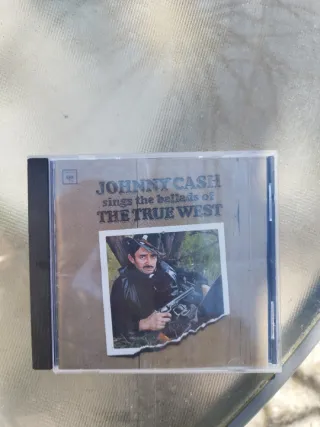 JOHNNY CASH
sings the ballads of
THE TRUE WEST